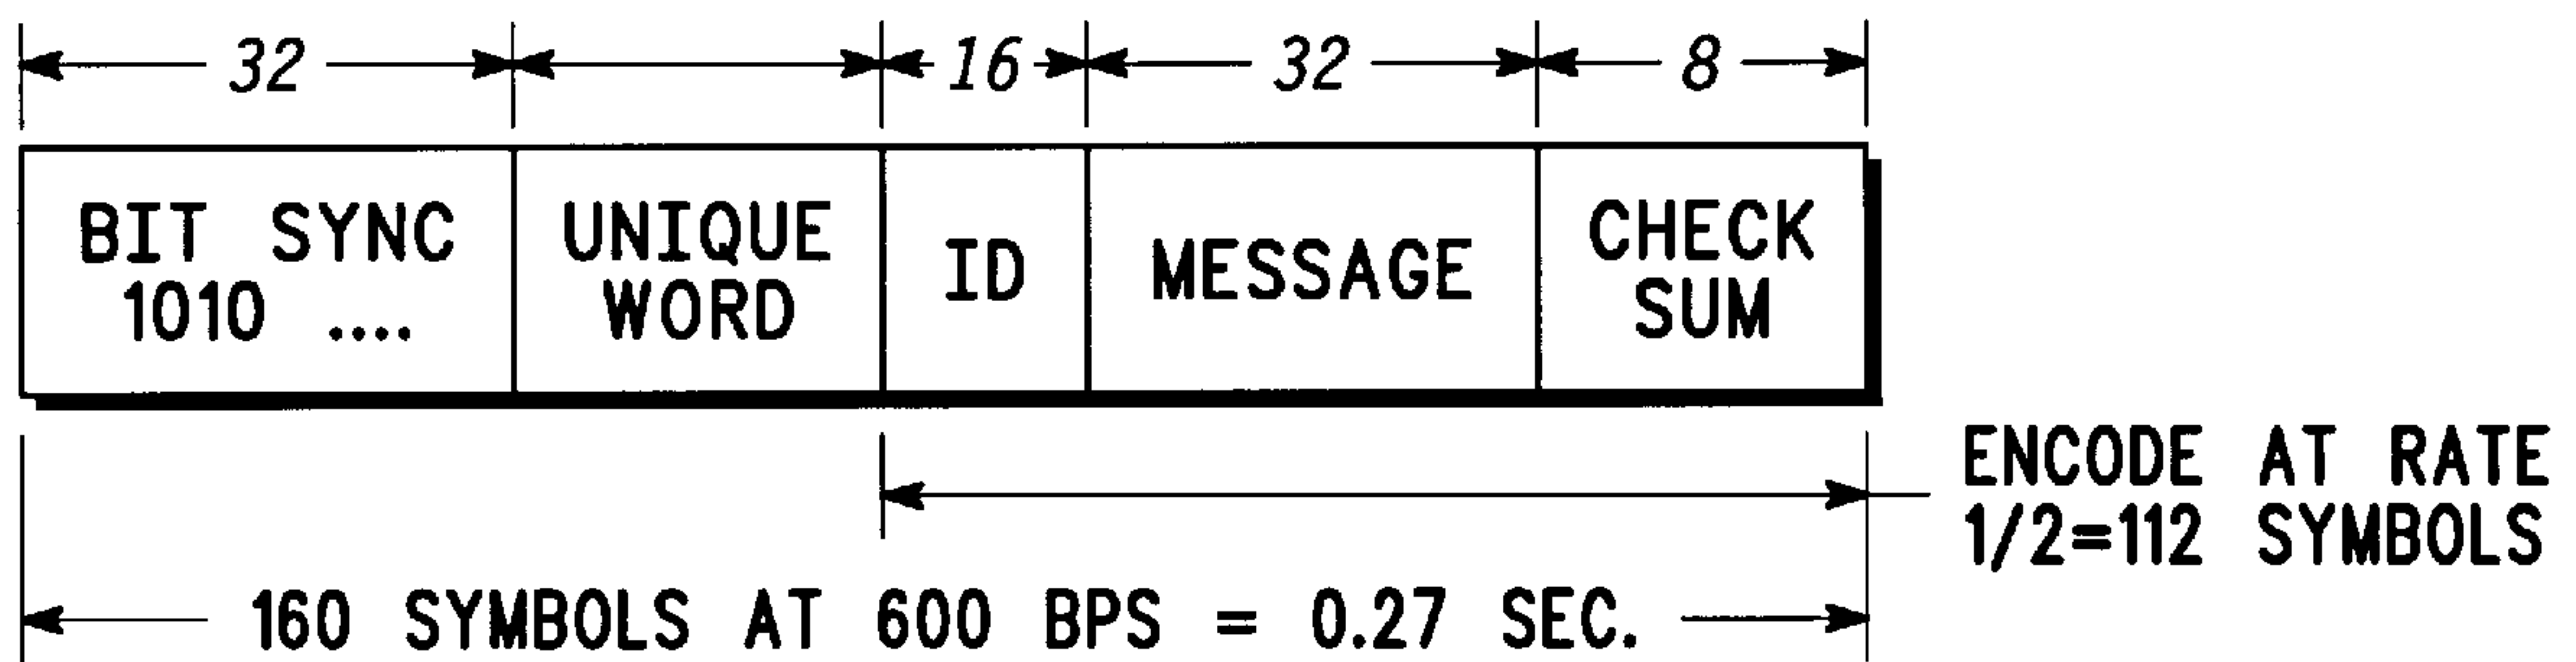 32 16 32 8
BIT SYNC
1010 ....
UNIQUE
WORD
ID
MESSAGE
CHECK
SUM
ENCODE AT RATE
1/2=112 SYMBOLS
160 SYMBOLS AT 600 BPS = 0.27 SEC.